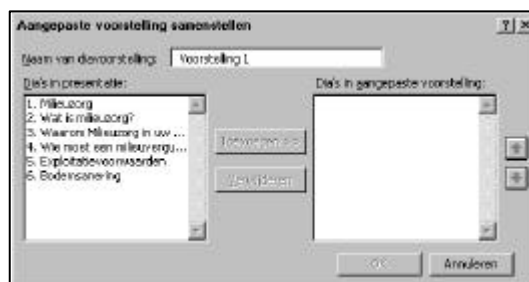 Aangepaste voorstelling samenstellen
Naam van diavoorstelling: Voorstelling 1
Dia's in presentatie:
Dia's in aangepaste voorstelling:
1. Milieuzorg
2. Wat is milieuzorg?
3. Waarom Milieuzorg in uw ...
4. Wie moet een milieuvergu...
5. Exploitatievoorwaarden
6. Bodemsanering
Toevoegen >>
Verwijderen
OK
Annuleren